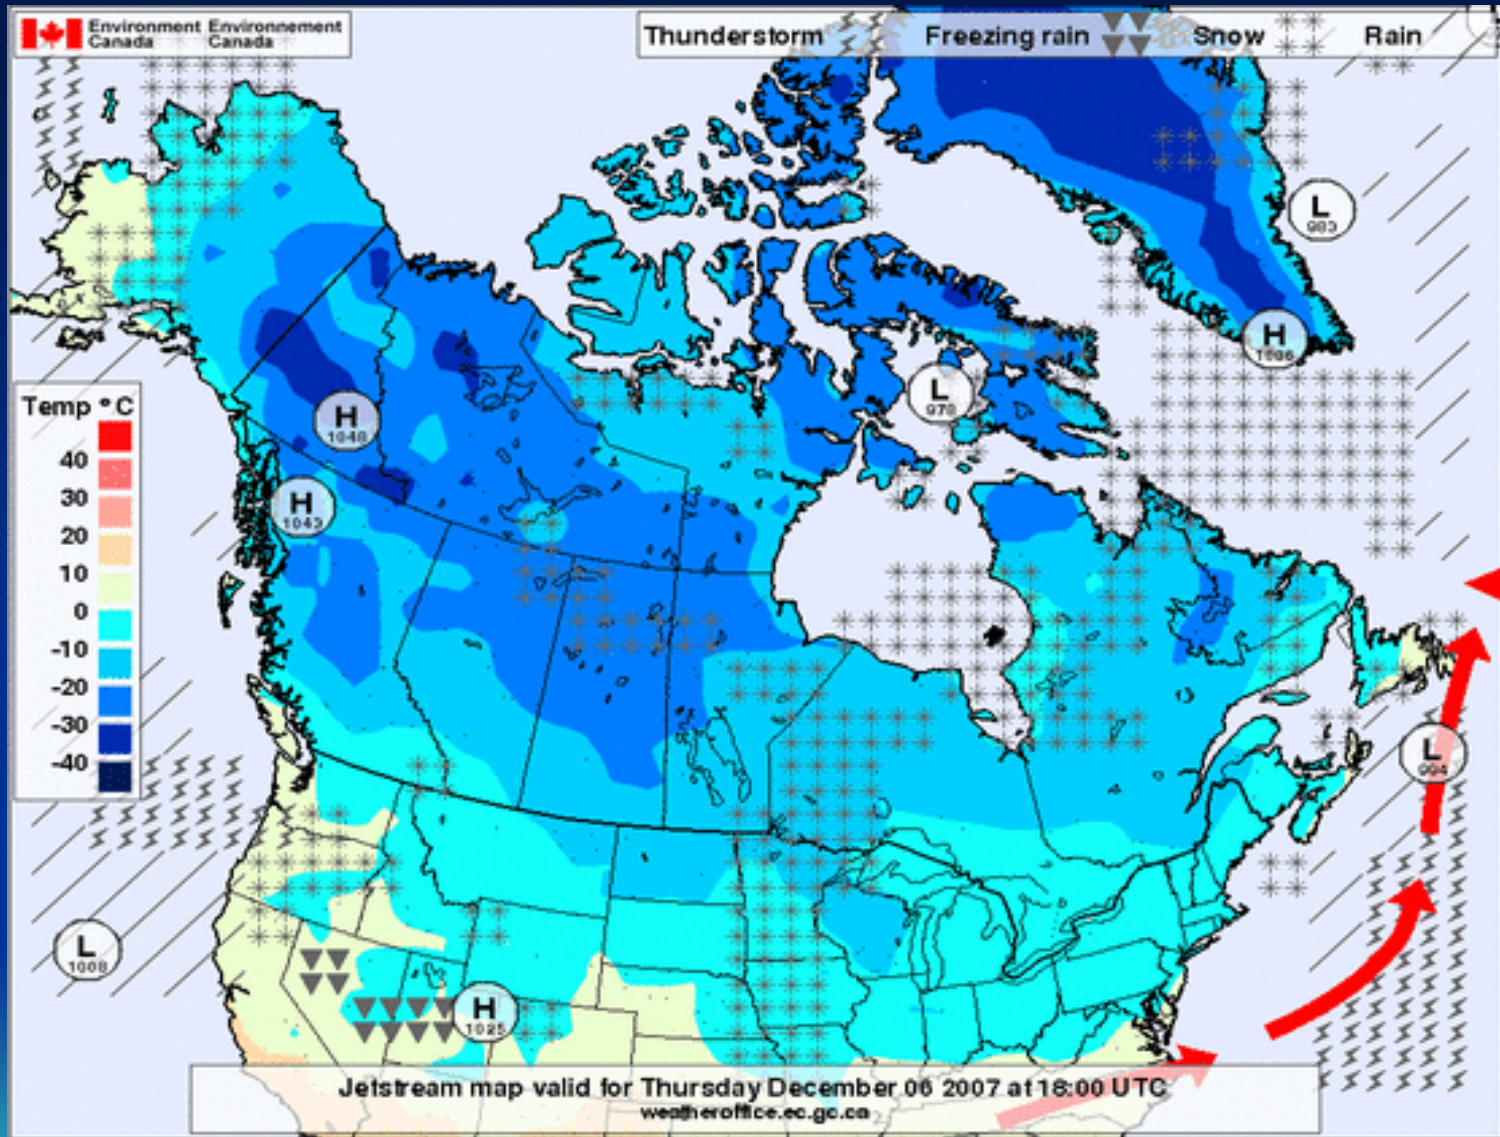 Environment Environnement
Canada Canada
Thunderstorm Freezing rain Snow Rain
L
983
H
L
978
H
1048
H
1043
Temp °C
40
30
20
10
0
-10
-20
-30
-40
L
994
L
1008
H
1025
Jetstream map valid for Thursday December 06 2007 at 18:00 UTC
weatheroffice.ec.gc.ca